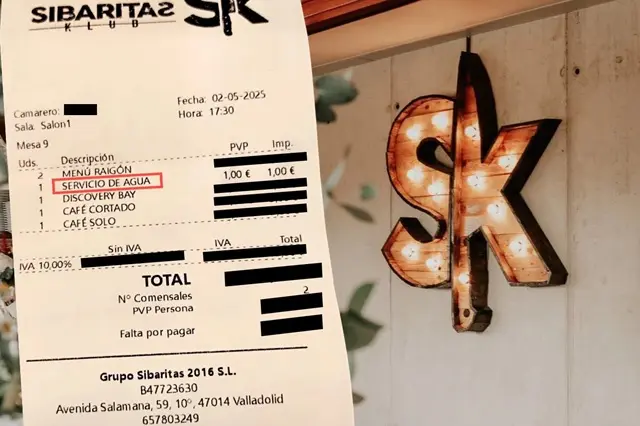 SIBARITAS SK
KLUB
Camarero:
Fecha: 02-05-2025
Sala: Salon1
Hora: 17:30
Mesa 9
Uds. Descripción PVP Imp.
2 MENÚ RAIGÓN
1 SERVICIO DE AGUA 1,00 € 1,00 €
1 DISCOVERY BAY
1 CAFÉ CORTADO
1 CAFÉ SOLO
Sin IVA IVA Total
IVA 10,00%
TOTAL
Nº Comensales 2
PVP Persona
Falta por pagar
Grupo Sibaritas 2016 S.L.
B47723630
Avenida Salamana, 59, 10º, 47014 Valladolid
657803249
SK